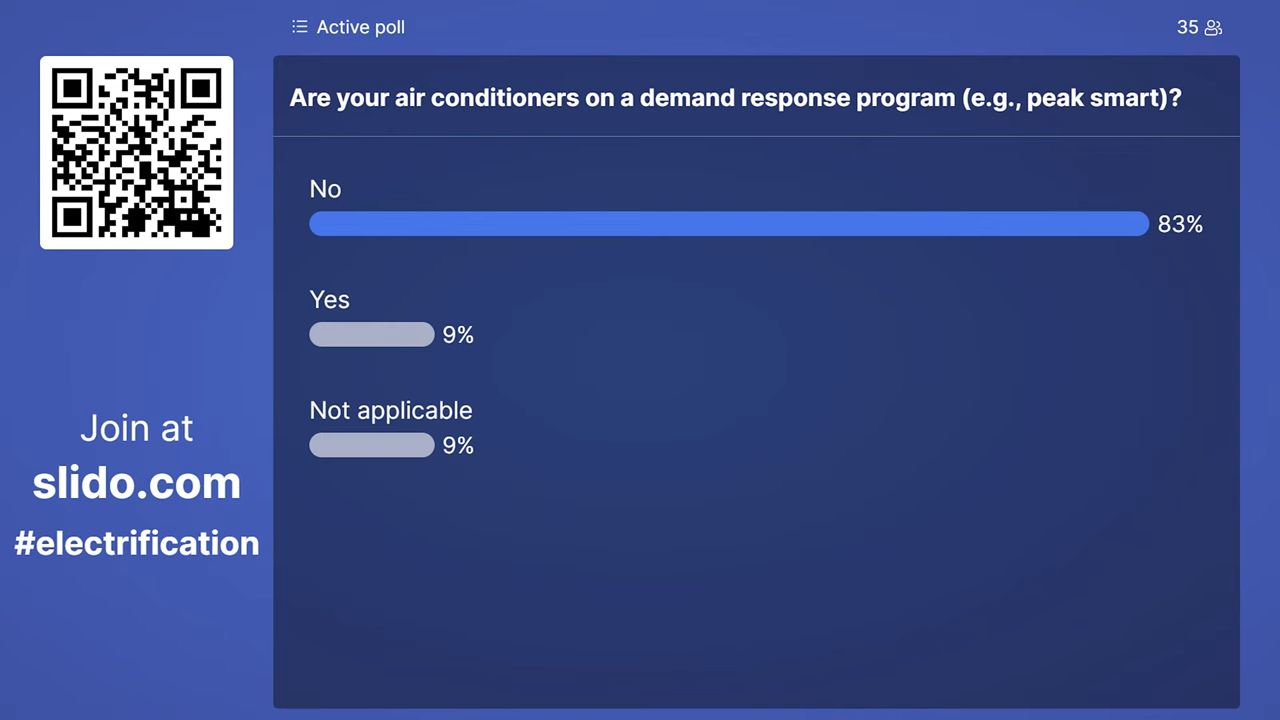 Active poll
35
Are your air conditioners on a demand response program (e.g., peak smart)?
No
83%
Yes
9%
Not applicable
9%
Join at
slido.com
#electrification